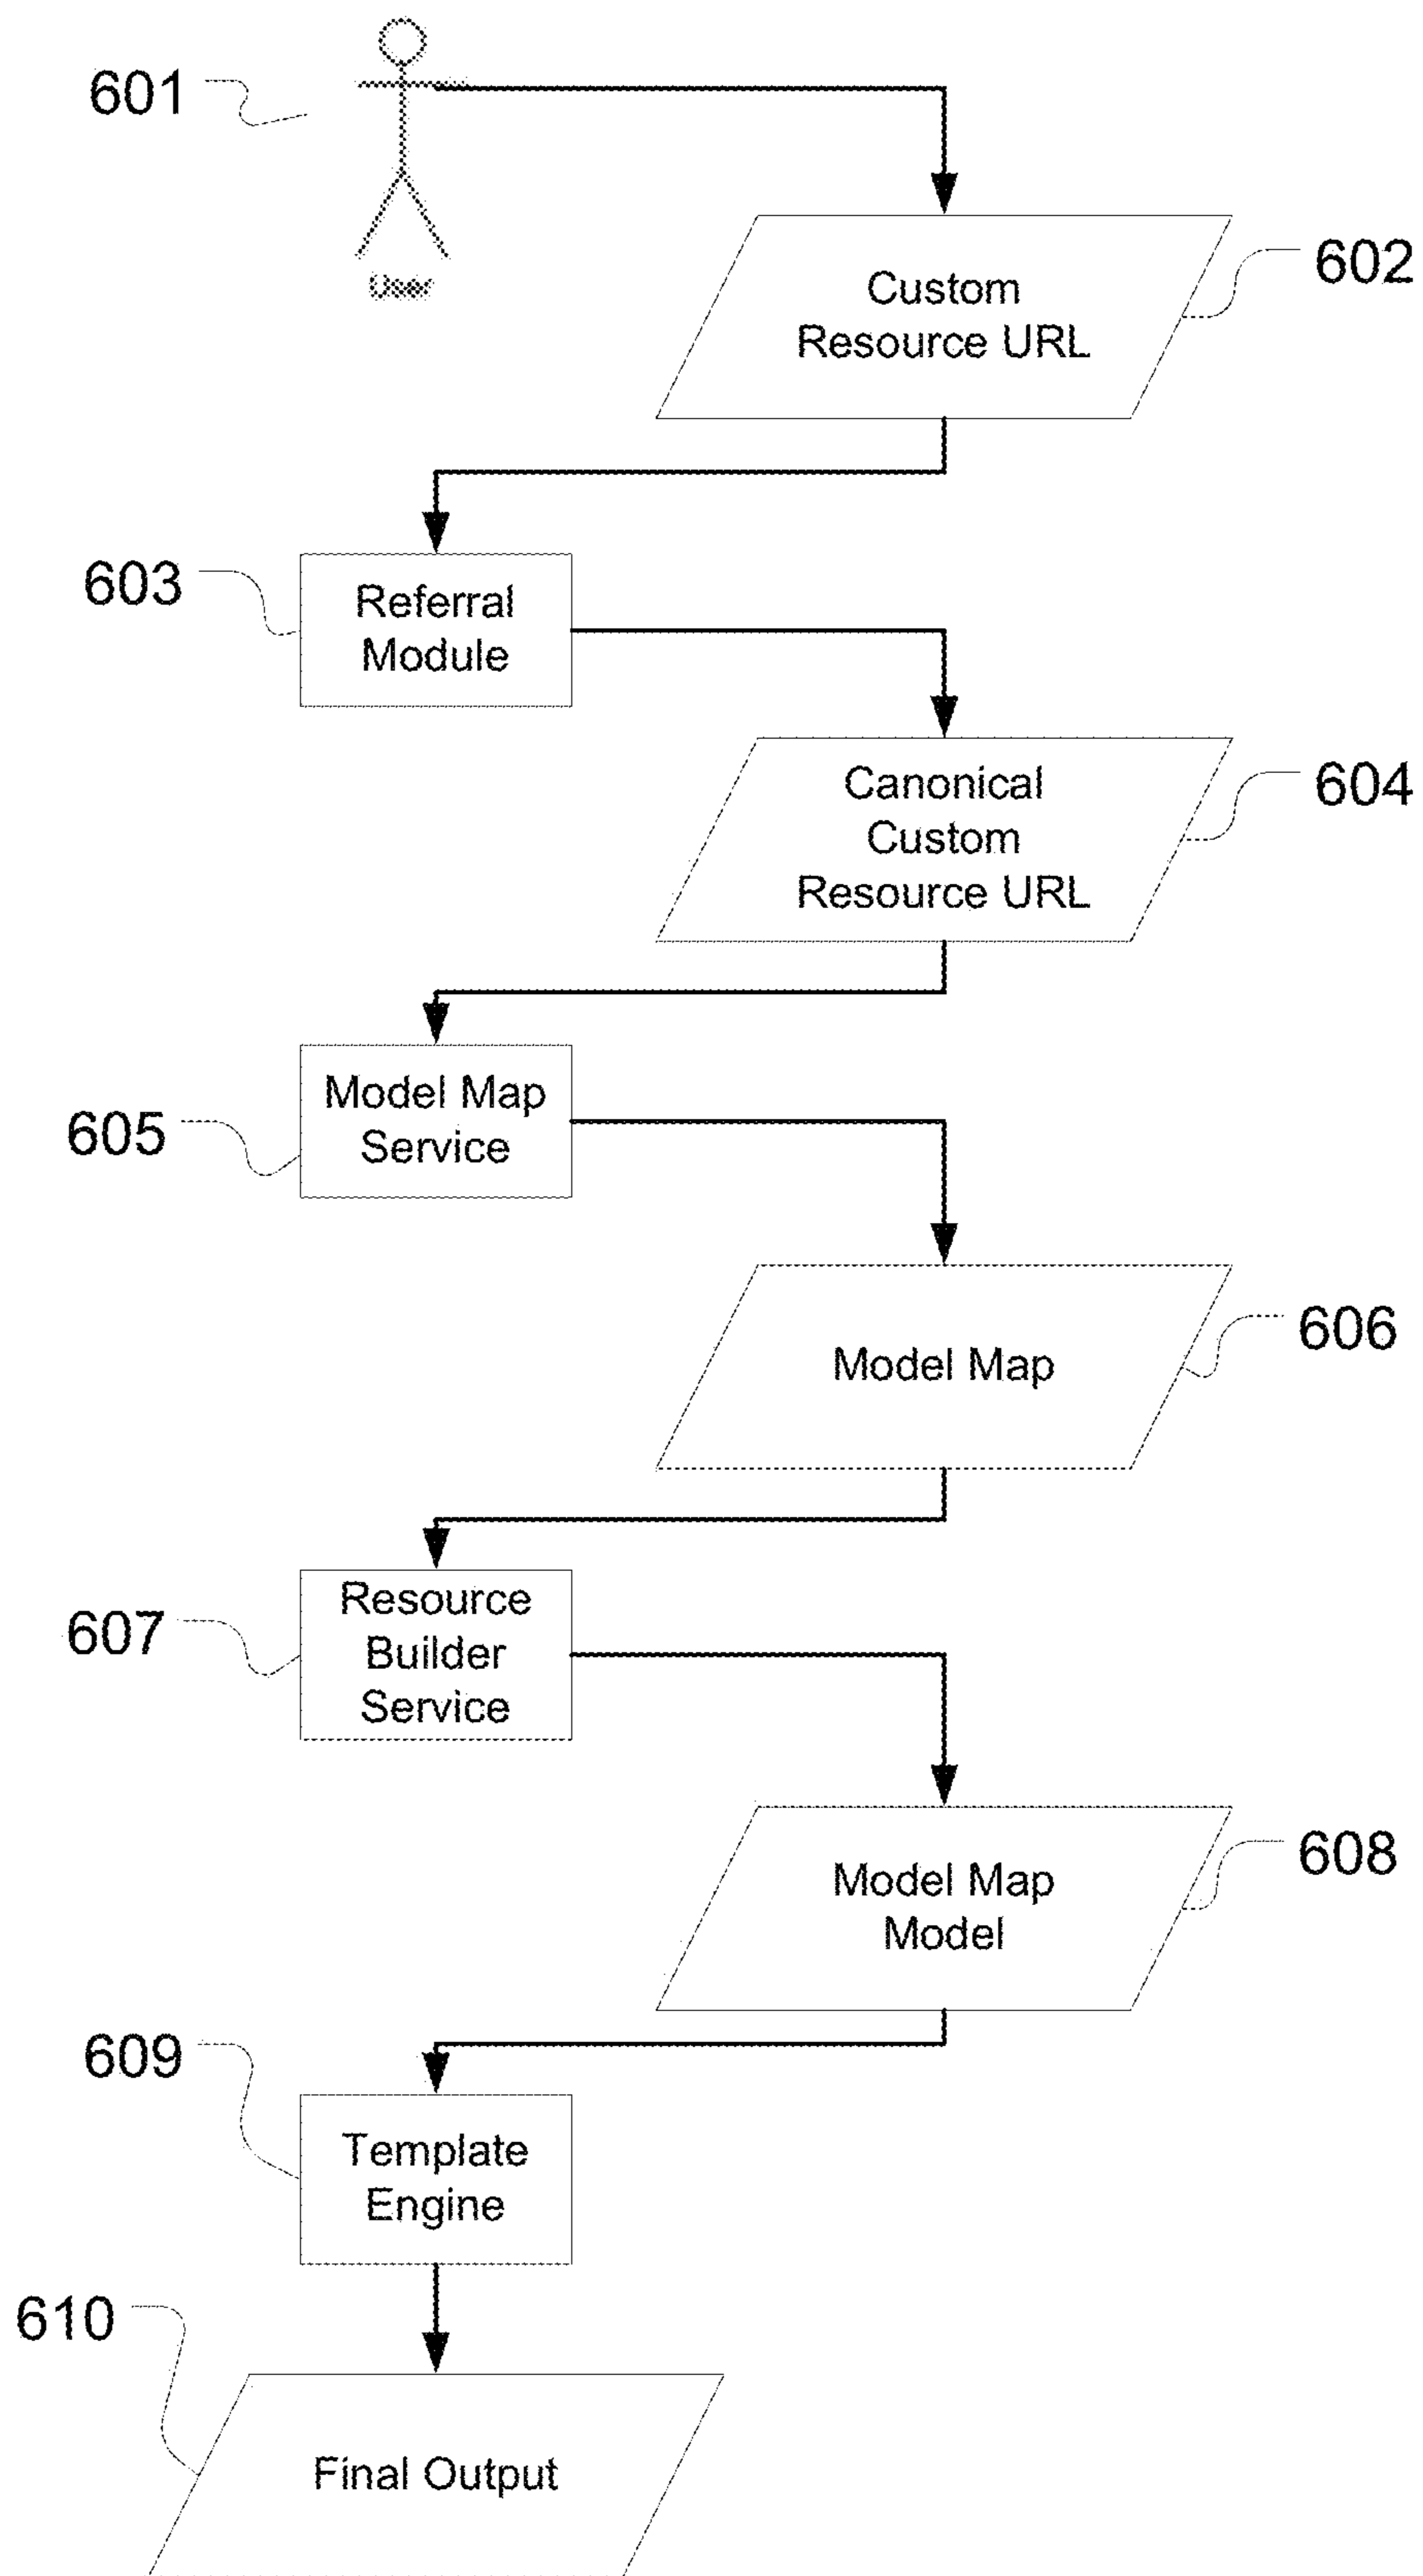 601
User
602
Custom
Resource URL
603
Referral
Module
604
Canonical
Custom
Resource URL
605
Model Map
Service
606
Model Map
607
Resource
Builder
Service
608
Model Map
Model
609
Template
Engine
610
Final Output